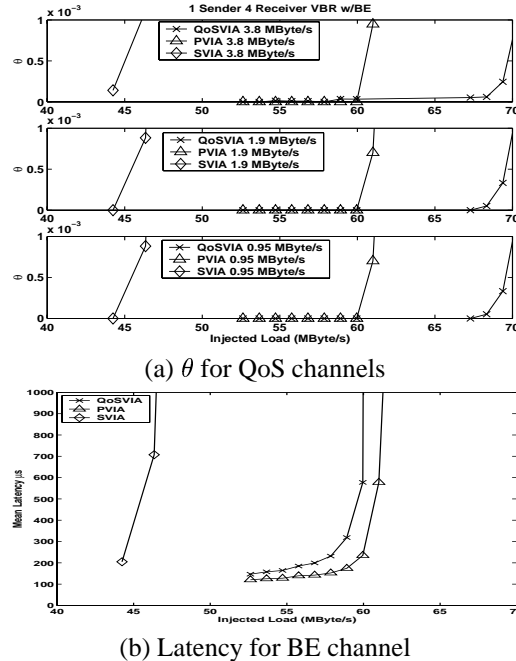 1 Sender 4 Receiver VBR w/BE
1 x 10⁻³
QoSVIA 3.8 MByte/s
PVIA 3.8 MByte/s
SVIA 3.8 MByte/s
θ
0.5
0
40 45 50 55 60 65 70
1 x 10⁻³
QoSVIA 1.9 MByte/s
PVIA 1.9 MByte/s
SVIA 1.9 MByte/s
θ
0.5
0
40 45 50 55 60 65 70
1 x 10⁻³
QoSVIA 0.95 MByte/s
PVIA 0.95 MByte/s
SVIA 0.95 MByte/s
θ
0.5
0
40 45 50 55 60 65 70
Injected Load (MByte/s)
(a) θ for QoS channels
1000
900
800
700
600
500
400
300
200
100
0
Mean Latency μs
QoSVIA
PVIA
SVIA
40 45 50 55 60 65 70
Injected Load (MByte/s)
(b) Latency for BE channel